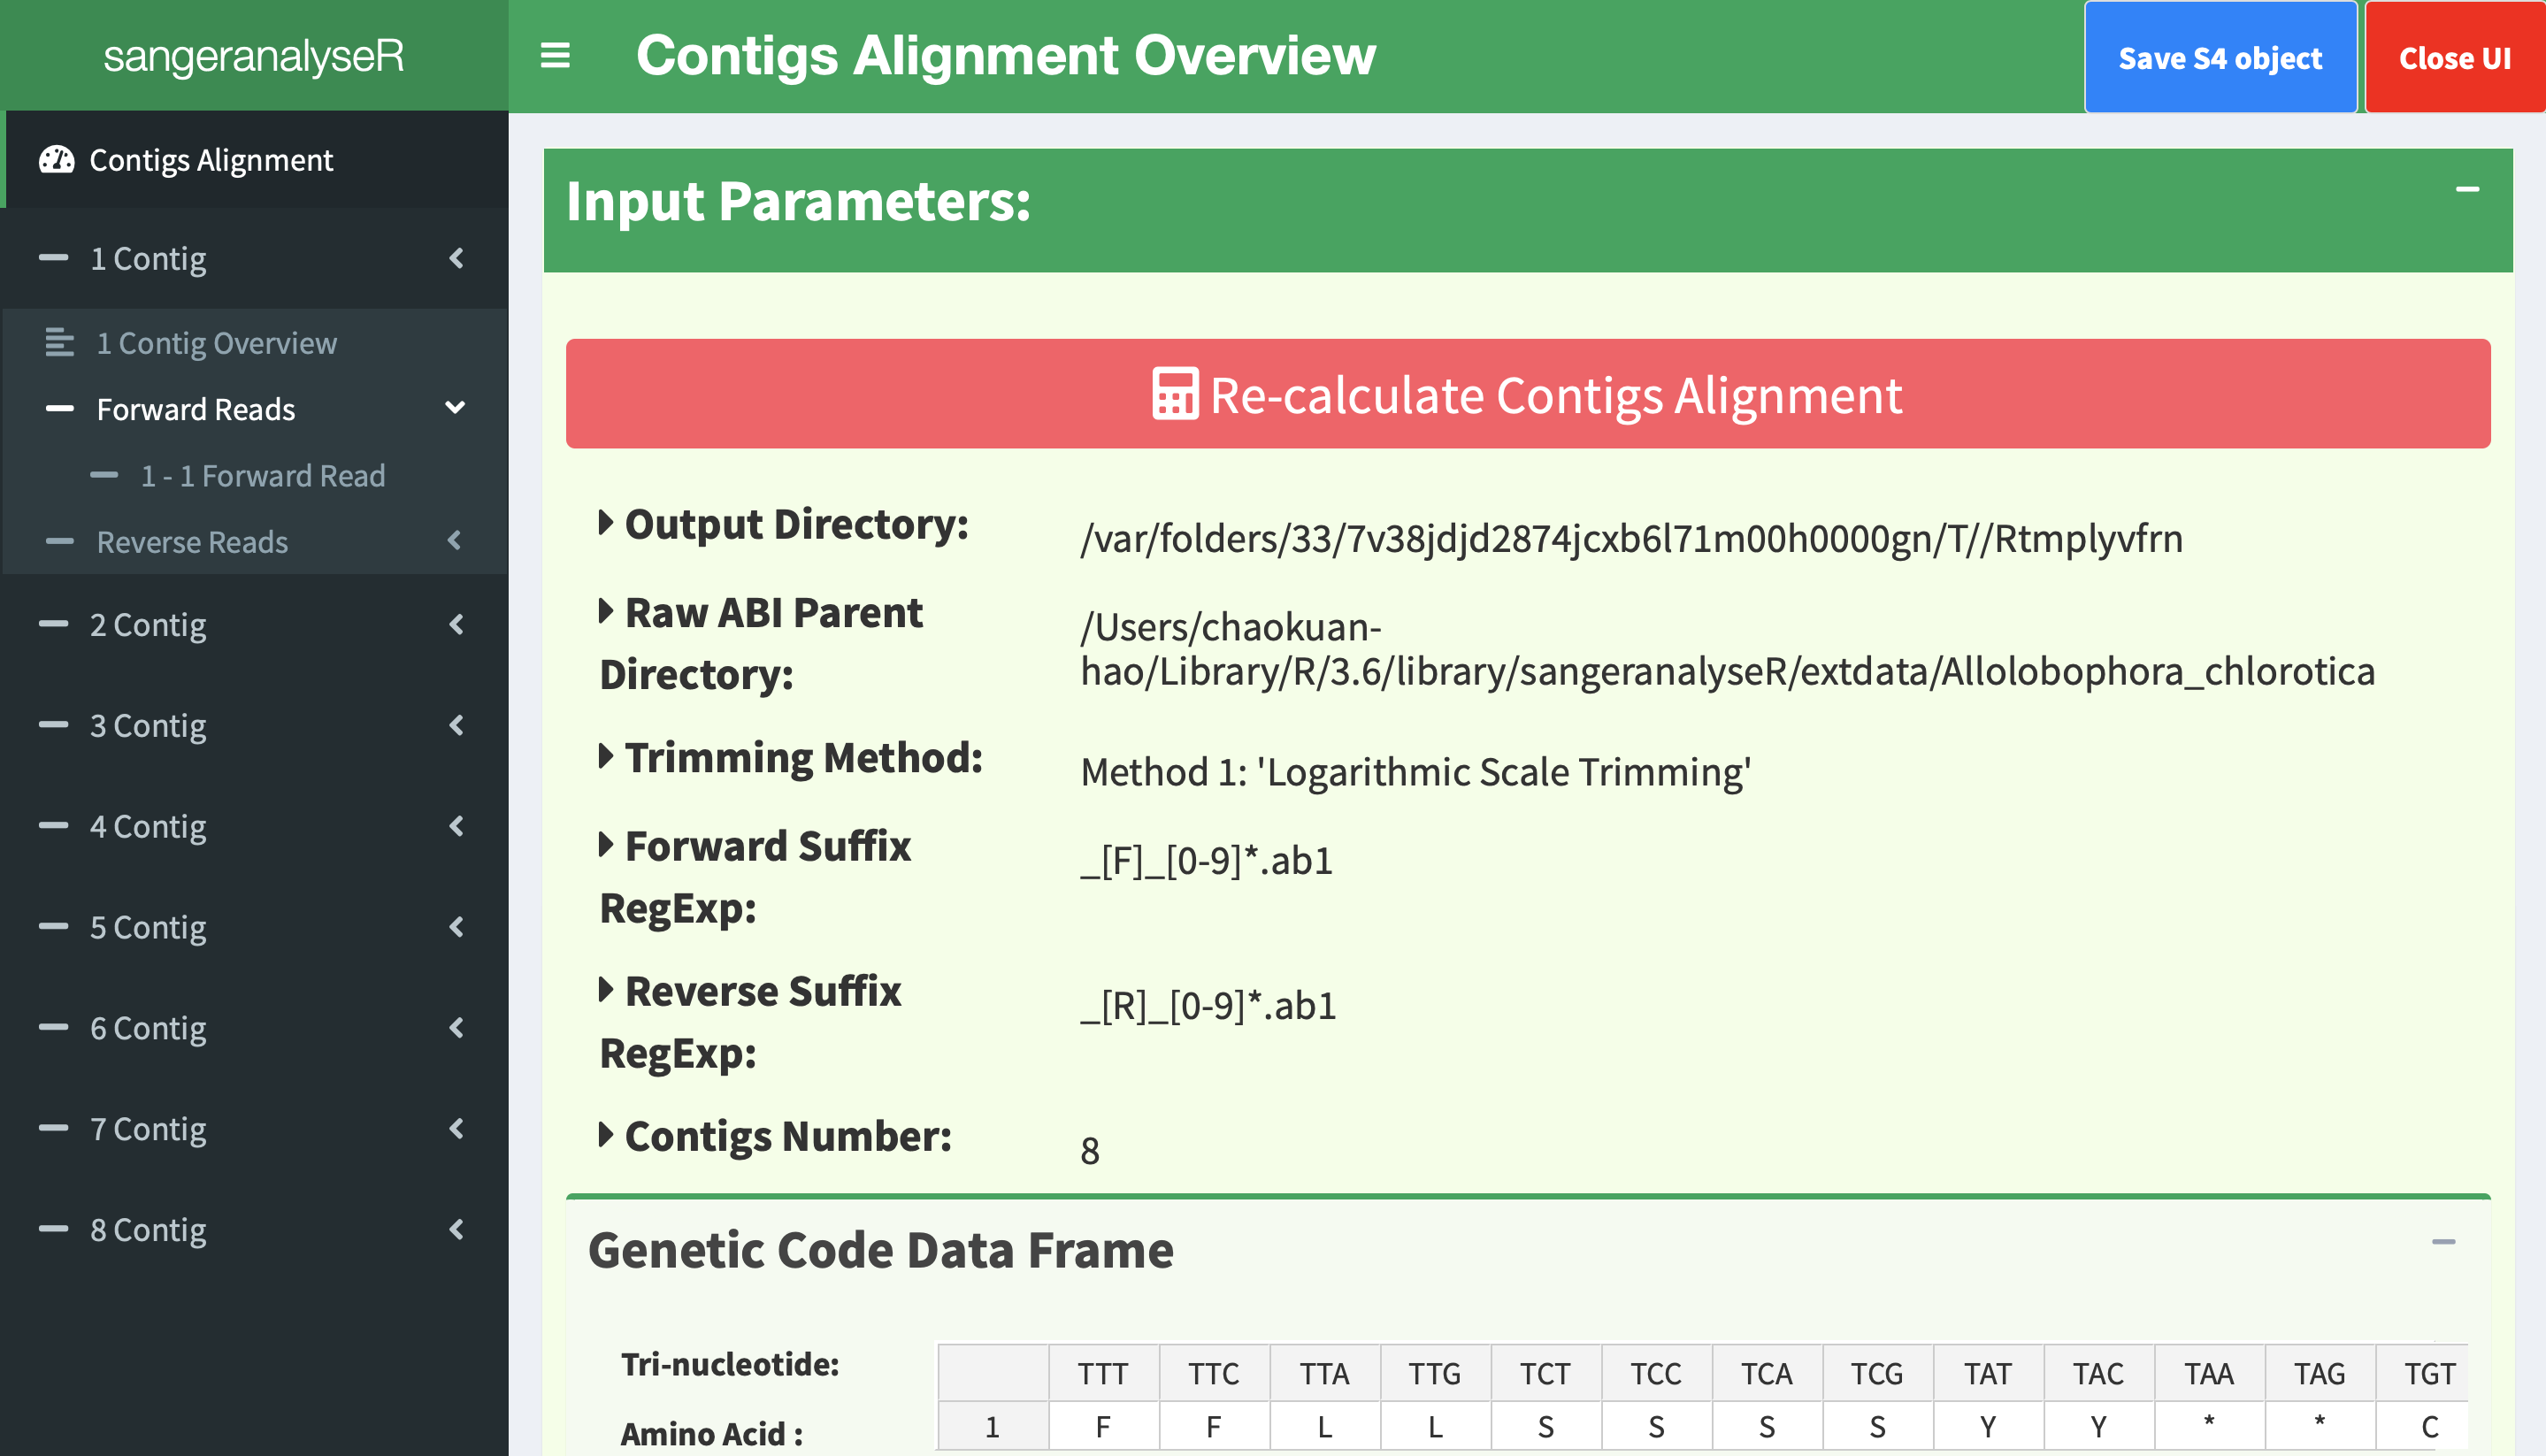 sangeranalyseR
Contigs Alignment Overview
Save S4 object
Close UI
Contigs Alignment
1 Contig
1 Contig Overview
Forward Reads
1 - 1 Forward Read
Reverse Reads
2 Contig
3 Contig
4 Contig
5 Contig
6 Contig
7 Contig
8 Contig
Input Parameters:
Re-calculate Contigs Alignment
Output Directory:
/var/folders/33/7v38jdjd2874jcxb6l71m00h0000gn/T//Rtmplyvfrn
Raw ABI Parent
Directory:
/Users/chaokuan-
hao/Library/R/3.6/library/sangeranalyseR/extdata/Allolobophora_chlorotica
Trimming Method:
Method 1: 'Logarithmic Scale Trimming'
Forward Suffix
RegExp:
_[F]_[0-9]*.ab1
Reverse Suffix
RegExp:
_[R]_[0-9]*.ab1
Contigs Number:
8
Genetic Code Data Frame
Tri-nucleotide:
TTT TTC TTA TTG TCT TCC TCA TCG TAT TAC TAA TAG TGT
Amino Acid :
1 F F L L S S S S Y Y * * C